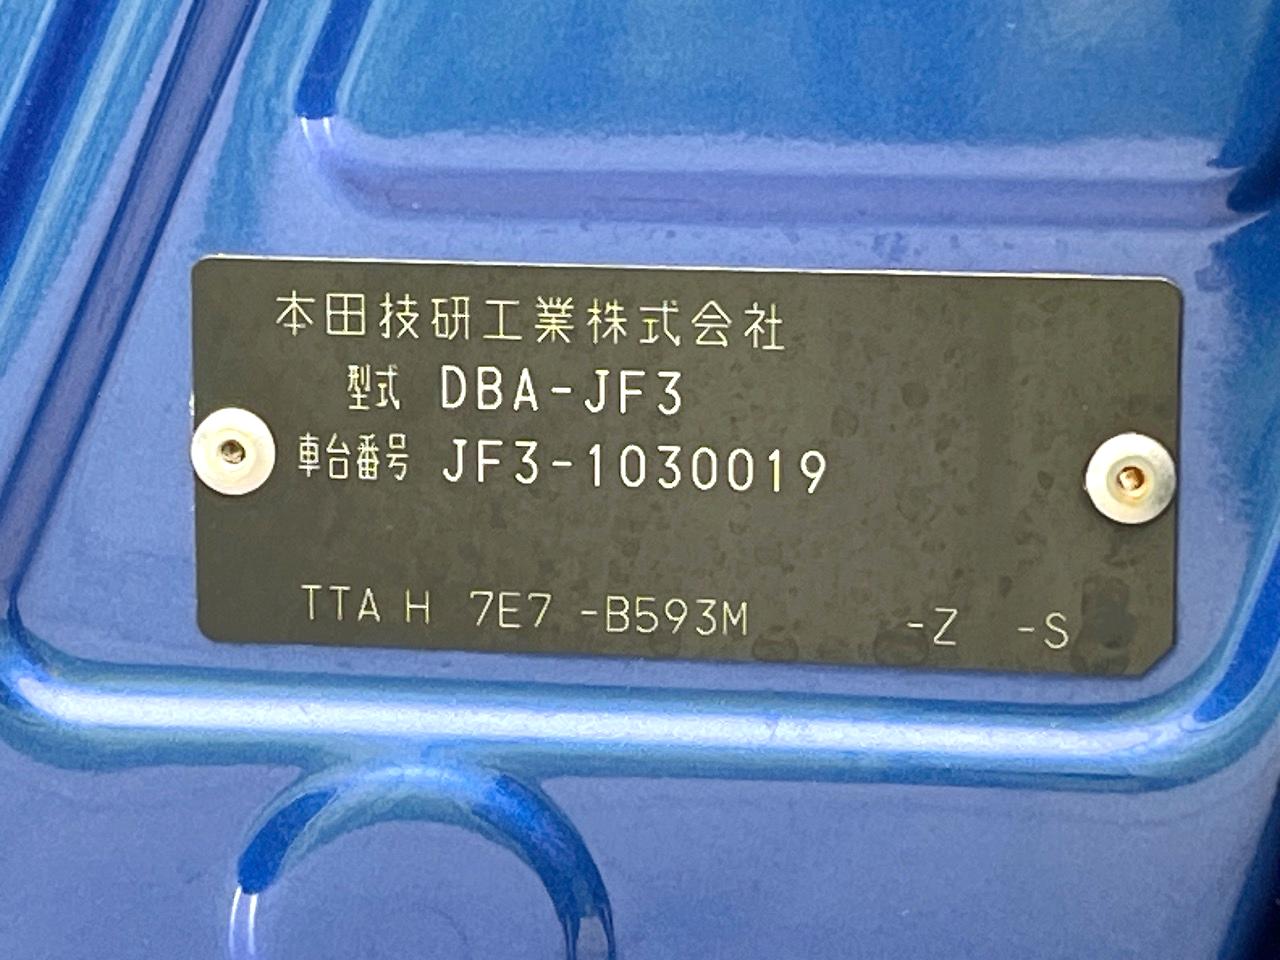 本田技研工業株式会社
型式 DBA-JF3
車台番号 JF3-1030019
TTA H 7E7 -B593M -Z -S